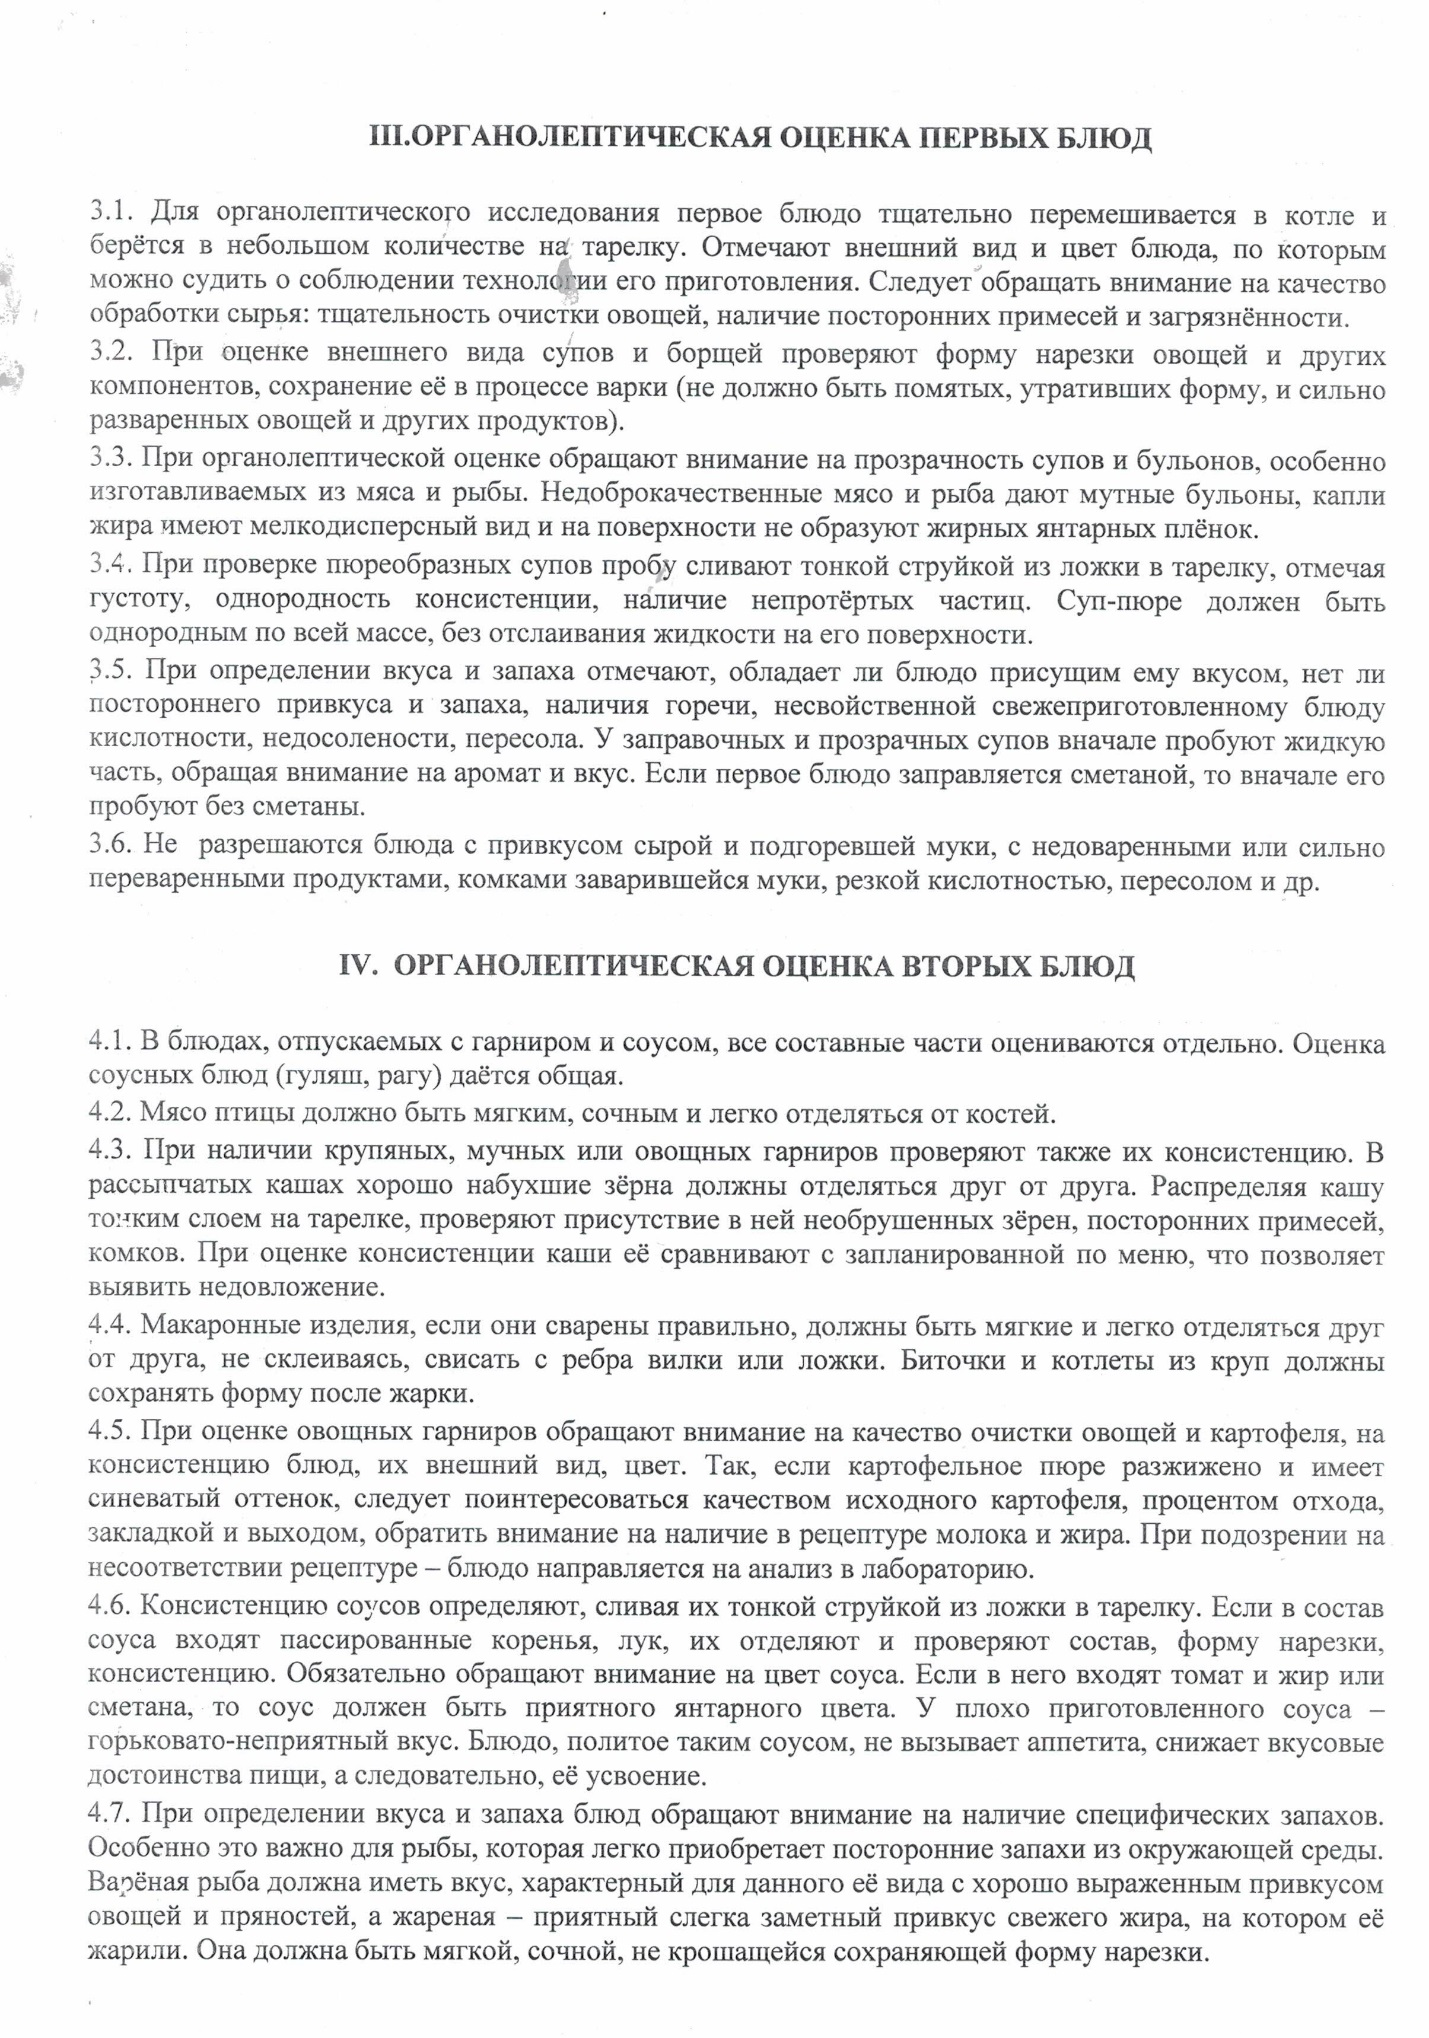 III.ОРГАНОЛЕПТИЧЕСКАЯ ОЦЕНКА ПЕРВЫХ БЛЮД
3.1. Для органолептического исследования первое блюдо тщательно перемешивается в котле и
берётся в небольшом количестве на тарелку. Отмечают внешний вид и цвет блюда, по которым
можно судить о соблюдении технологии его приготовления. Следует обращать внимание на качество
обработки сырья: тщательность очистки овощей, наличие посторонних примесей и загрязнённости.
3.2. При оценке внешнего вида супов и борщей проверяют форму нарезки овощей и других
компонентов, сохранение её в процессе варки (не должно быть помятых, утративших форму, и сильно
разваренных овощей и других продуктов).
3.3. При органолептической оценке обращают внимание на прозрачность супов и бульонов, особенно
изготавливаемых из мяса и рыбы. Недоброкачественные мясо и рыба дают мутные бульоны, капли
жира имеют мелкодисперсный вид и на поверхности не образуют жирных янтарных плёнок.
3.4. При проверке пюреобразных супов пробу сливают тонкой струйкой из ложки в тарелку, отмечая
густоту, однородность консистенции, наличие непротёртых частиц. Суп-пюре должен быть
однородным по всей массе, без отслаивания жидкости на его поверхности.
3.5. При определении вкуса и запаха отмечают, обладает ли блюдо присущим ему вкусом, нет ли
постороннего привкуса и запаха, наличия горечи, несвойственной свежеприготовленному блюду
кислотности, недосолености, пересола. У заправочных и прозрачных супов вначале пробуют жидкую
часть, обращая внимание на аромат и вкус. Если первое блюдо заправляется сметаной, то вначале его
пробуют без сметаны.
3.6. Не разрешаются блюда с привкусом сырой и подгоревшей муки, с недоваренными или сильно
переваренными продуктами, комками заварившейся муки, резкой кислотностью, пересолом и др.
IV. ОРГАНОЛЕПТИЧЕСКАЯ ОЦЕНКА ВТОРЫХ БЛЮД
4.1. В блюдах, отпускаемых с гарниром и соусом, все составные части оцениваются отдельно. Оценка
соусных блюд (гуляш, рагу) даётся общая.
4.2. Мясо птицы должно быть мягким, сочным и легко отделяться от костей.
4.3. При наличии крупяных, мучных или овощных гарниров проверяют также их консистенцию. В
рассыпчатых кашах хорошо набухшие зёрна должны отделяться друг от друга. Распределяя кашу
тонким слоем на тарелке, проверяют присутствие в ней необрушенных зёрен, посторонних примесей,
комков. При оценке консистенции каши её сравнивают с запланированной по меню, что позволяет
выявить недовложение.
4.4. Макаронные изделия, если они сварены правильно, должны быть мягкие и легко отделяться друг
от друга, не склеиваясь, свисать с ребра вилки или ложки. Биточки и котлеты из круп должны
сохранять форму после жарки.
4.5. При оценке овощных гарниров обращают внимание на качество очистки овощей и картофеля, на
консистенцию блюд, их внешний вид, цвет. Так, если картофельное пюре разжижено и имеет
синеватый оттенок, следует поинтересоваться качеством исходного картофеля, процентом отхода,
закладкой и выходом, обратить внимание на наличие в рецептуре молока и жира. При подозрении на
несоответствии рецептуре – блюдо направляется на анализ в лабораторию.
4.6. Консистенцию соусов определяют, сливая их тонкой струйкой из ложки в тарелку. Если в состав
соуса входят пассированные коренья, лук, их отделяют и проверяют состав, форму нарезки,
консистенцию. Обязательно обращают внимание на цвет соуса. Если в него входят томат и жир или
сметана, то соус должен быть приятного янтарного цвета. У плохо приготовленного соуса –
горьковато-неприятный вкус. Блюдо, политое таким соусом, не вызывает аппетита, снижает вкусовые
достоинства пищи, а следовательно, её усвоение.
4.7. При определении вкуса и запаха блюд обращают внимание на наличие специфических запахов.
Особенно это важно для рыбы, которая легко приобретает посторонние запахи из окружающей среды.
Варёная рыба должна иметь вкус, характерный для данного её вида с хорошо выраженным привкусом
овощей и пряностей, а жареная – приятный слегка заметный привкус свежего жира, на котором её
жарили. Она должна быть мягкой, сочной, не крошащейся сохраняющей форму нарезки.